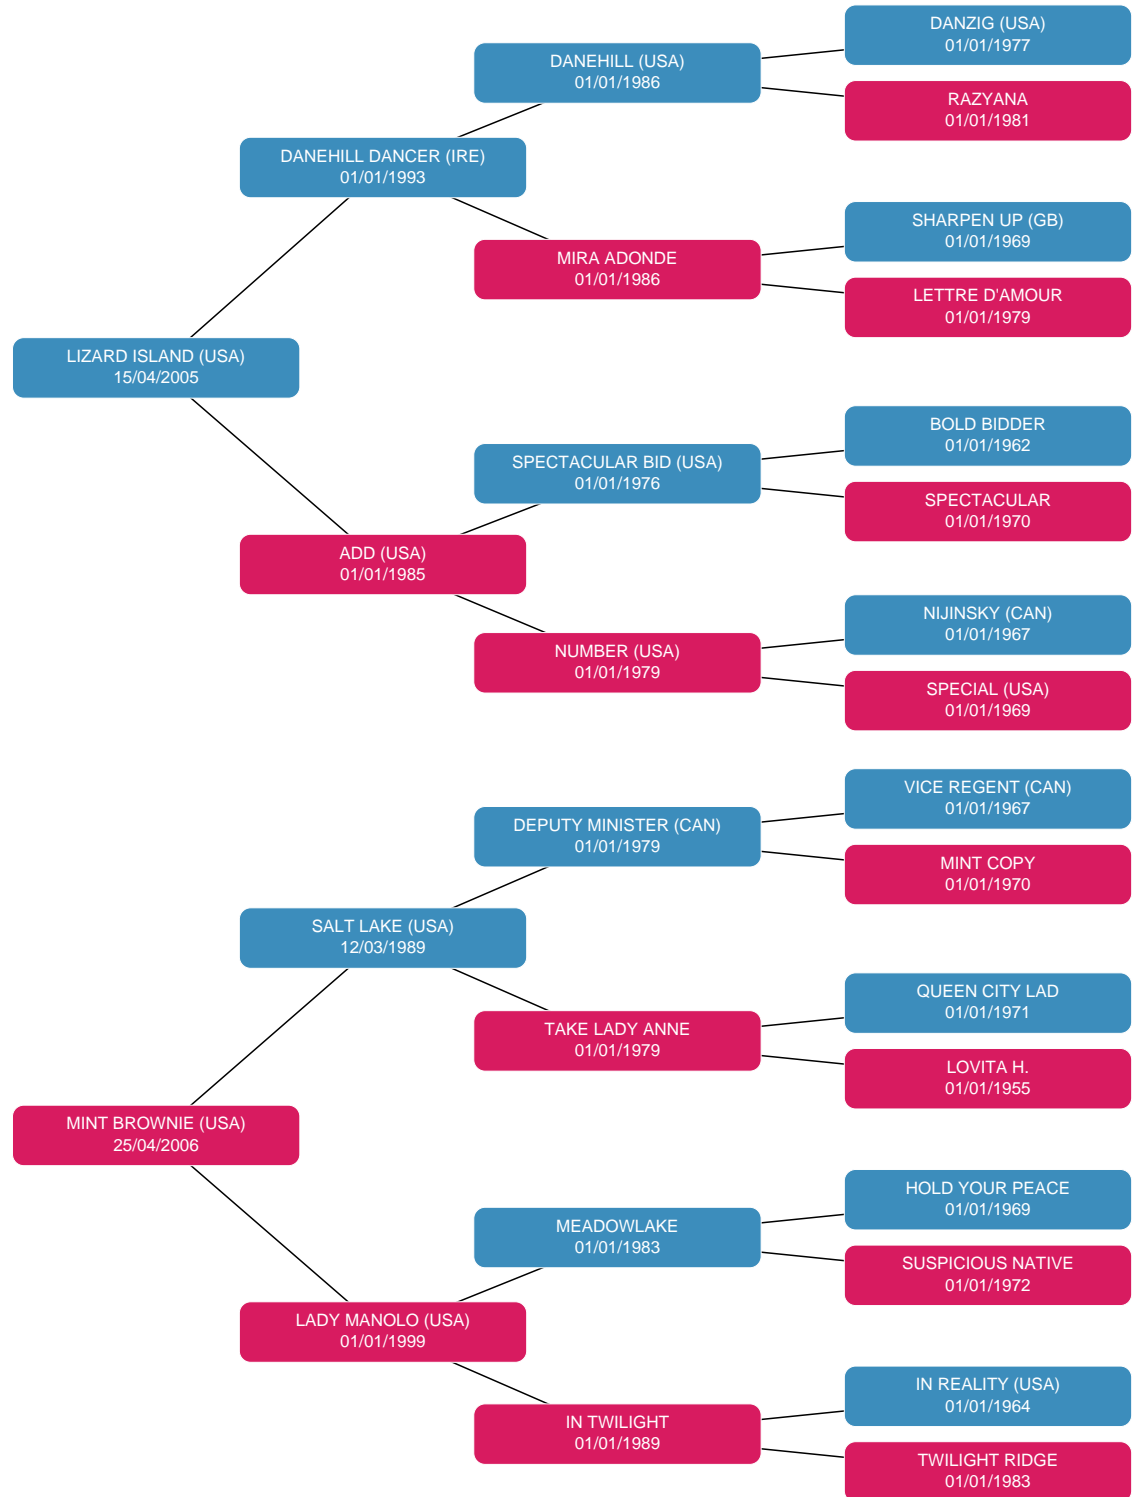 DANZIG (USA)
01/01/1977
DANEHILL (USA)
01/01/1986
RAZYANA
01/01/1981
DANEHILL DANCER (IRE)
01/01/1993
SHARPEN UP (GB)
01/01/1969
MIRA ADONDE
01/01/1986
LETTRE D'AMOUR
01/01/1979
LIZARD ISLAND (USA)
15/04/2005
BOLD BIDDER
01/01/1962
SPECTACULAR BID (USA)
01/01/1976
SPECTACULAR
01/01/1970
ADD (USA)
01/01/1985
NIJINSKY (CAN)
01/01/1967
NUMBER (USA)
01/01/1979
SPECIAL (USA)
01/01/1969
VICE REGENT (CAN)
01/01/1967
DEPUTY MINISTER (CAN)
01/01/1979
MINT COPY
01/01/1970
SALT LAKE (USA)
12/03/1989
QUEEN CITY LAD
01/01/1971
TAKE LADY ANNE
01/01/1979
LOVITA H.
01/01/1955
MINT BROWNIE (USA)
25/04/2006
HOLD YOUR PEACE
01/01/1969
MEADOWLAKE
01/01/1983
SUSPICIOUS NATIVE
01/01/1972
LADY MANOLO (USA)
01/01/1999
IN REALITY (USA)
01/01/1964
IN TWILIGHT
01/01/1989
TWILIGHT RIDGE
01/01/1983